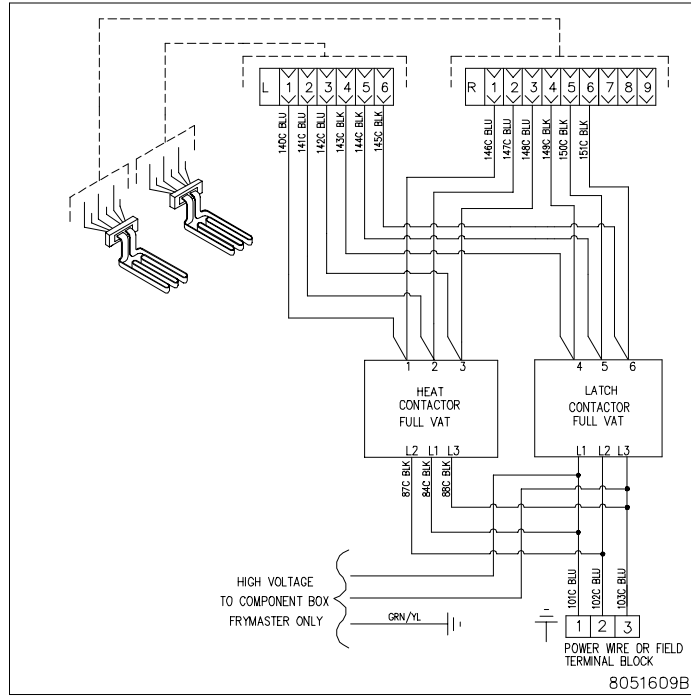 L 1 2 3 4 5 6
R 1 2 3 4 5 6 7 8 9
140C BLU
141C BLU
142C BLU
143C BLK
144C BLK
145C BLK
146C BLU
147C BLU
148C BLU
149C BLK
150C BLK
151C BLK
1 2 3
HEAT
CONTACTOR
FULL VAT
L2 L1 L3
4 5 6
LATCH
CONTACTOR
FULL VAT
L1 L2 L3
87C BLK
84C BLK
88C BLK
HIGH VOLTAGE
TO COMPONENT BOX
FRYMASTER ONLY
GRN/YL
101C BLU
102C BLU
103C BLU
1 2 3
POWER WIRE OR FIELD
TERMINAL BLOCK
8051609B